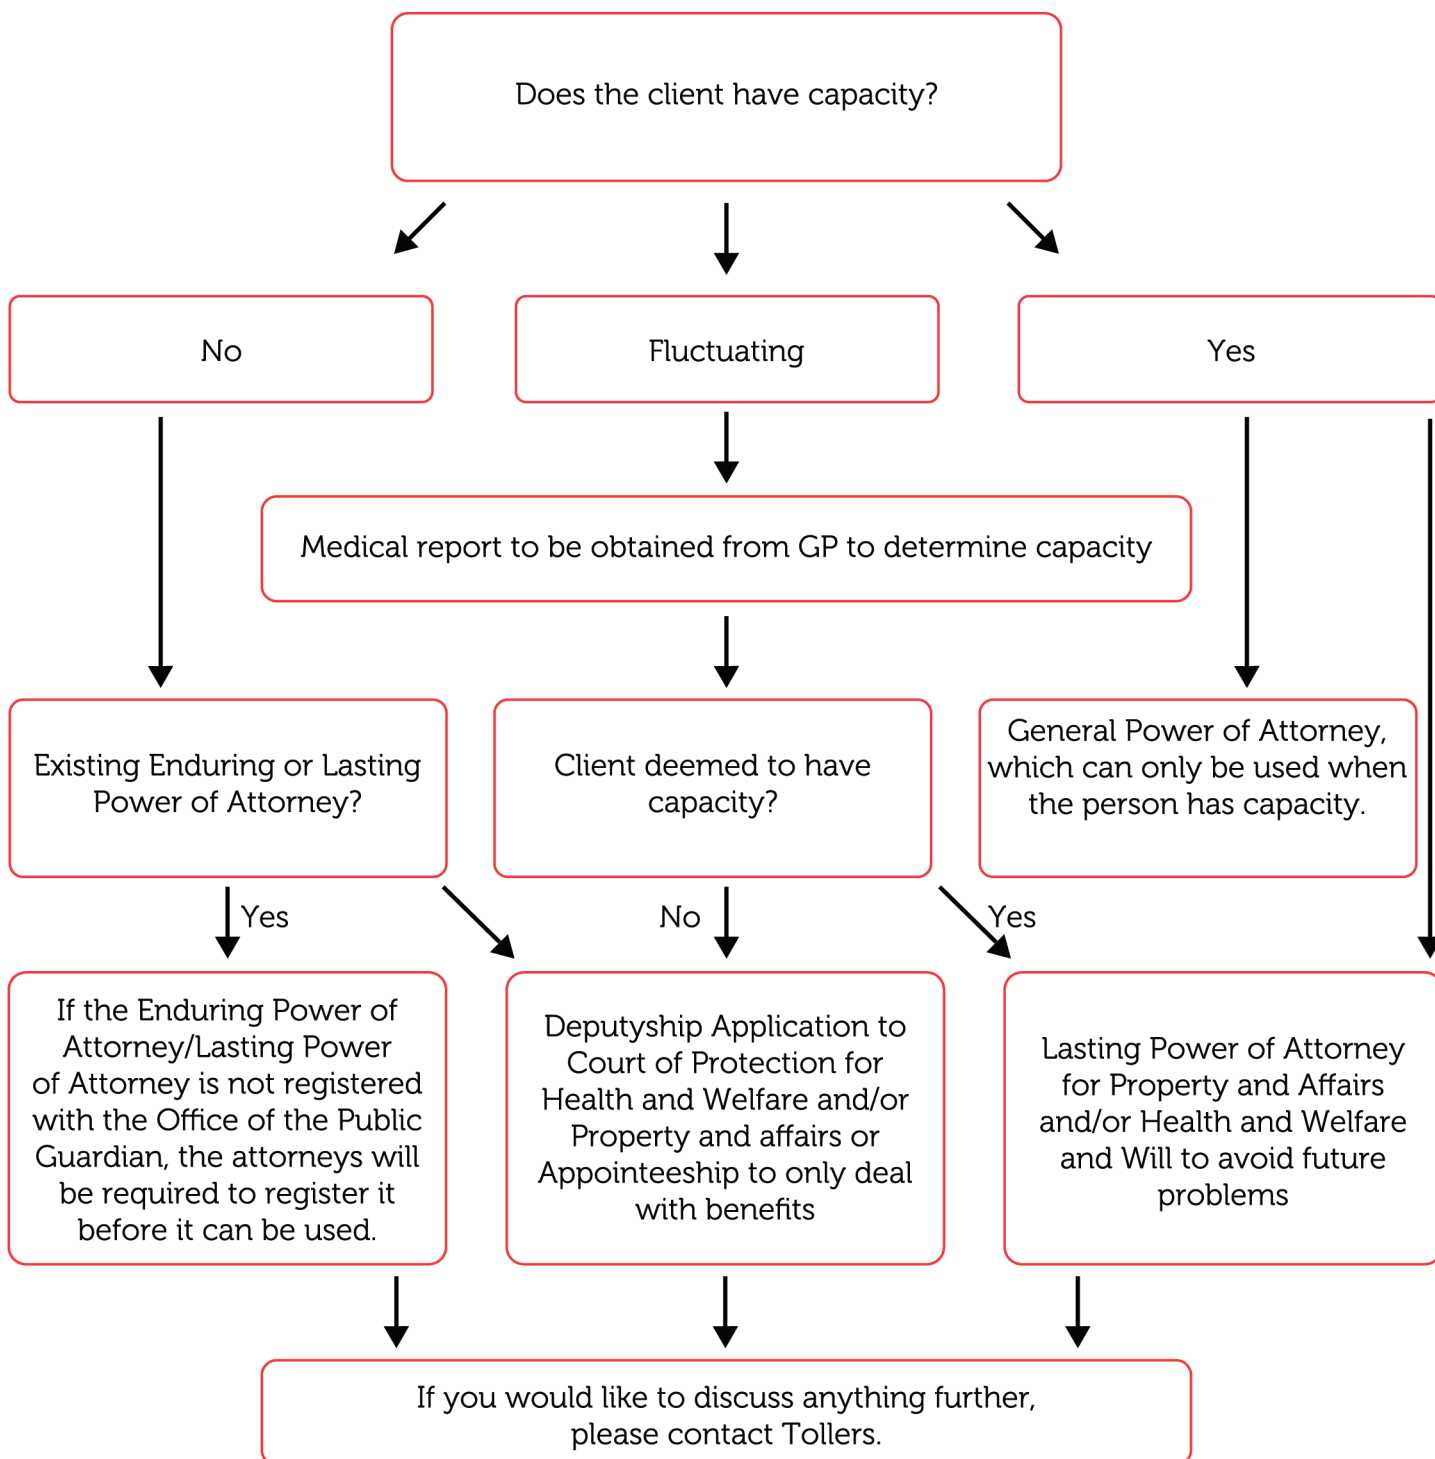 Does the client have capacity?
No
Fluctuating
Yes
Medical report to be obtained from GP to determine capacity
Existing Enduring or Lasting
Power of Attorney?
Client deemed to have
capacity?
General Power of Attorney,
which can only be used when
the person has capacity.
Yes
No
Yes
If the Enduring Power of
Attorney/Lasting Power
of Attorney is not registered
with the Office of the Public
Guardian, the attorneys will
be required to register it
before it can be used.
Deputyship Application to
Court of Protection for
Health and Welfare and/or
Property and affairs or
Appointeeship to only deal
with benefits
Lasting Power of Attorney
for Property and Affairs
and/or Health and Welfare
and Will to avoid future
problems
If you would like to discuss anything further,
please contact Tollers.